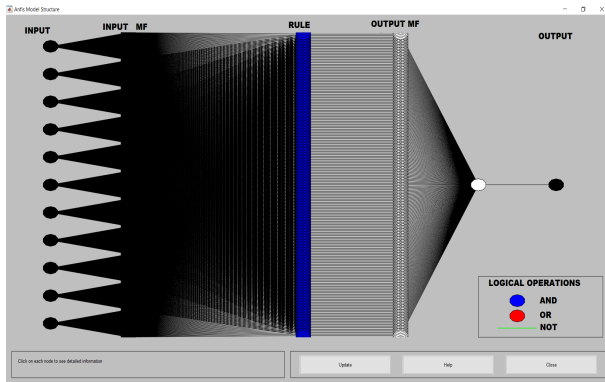 Anfis Model Structure
INPUT
INPUT MF
RULE
OUTPUT MF
OUTPUT
LOGICAL OPERATIONS
AND
OR
NOT
Click on each node to see detailed information
Update
Help
Close